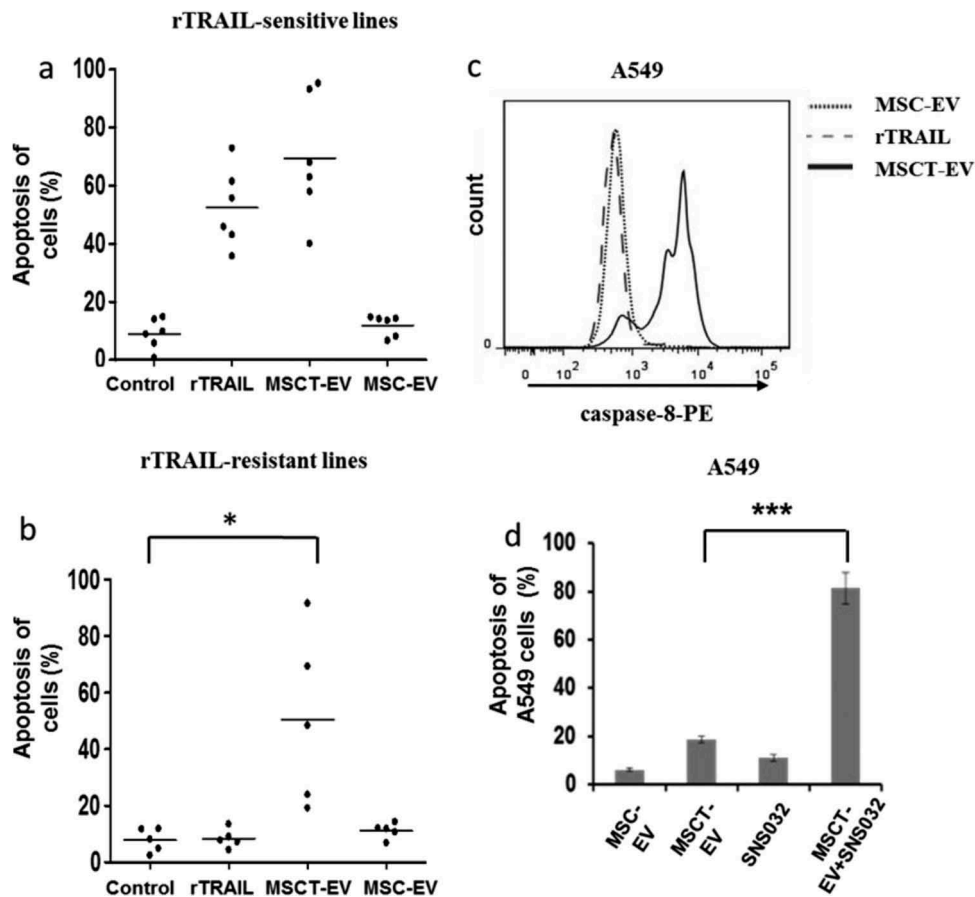 rTRAIL-sensitive lines
a
100
80
60
40
20
0
Apoptosis of
cells (%)
Control rTRAIL MSCT-EV MSC-EV
c
A549
MSC-EV
rTRAIL
MSCT-EV
count
0
0 10² 10³ 10⁴ 10⁵
caspase-8-PE
rTRAIL-resistant lines
b
*
100
80
60
40
20
0
Apoptosis of
cells (%)
Control rTRAIL MSCT-EV MSC-EV
A549
d
***
100
80
60
40
20
0
Apoptosis of
A549 cells (%)
MSC-
EV
MSCT-
EV
SNS032
MSCT-
EV+SNS032